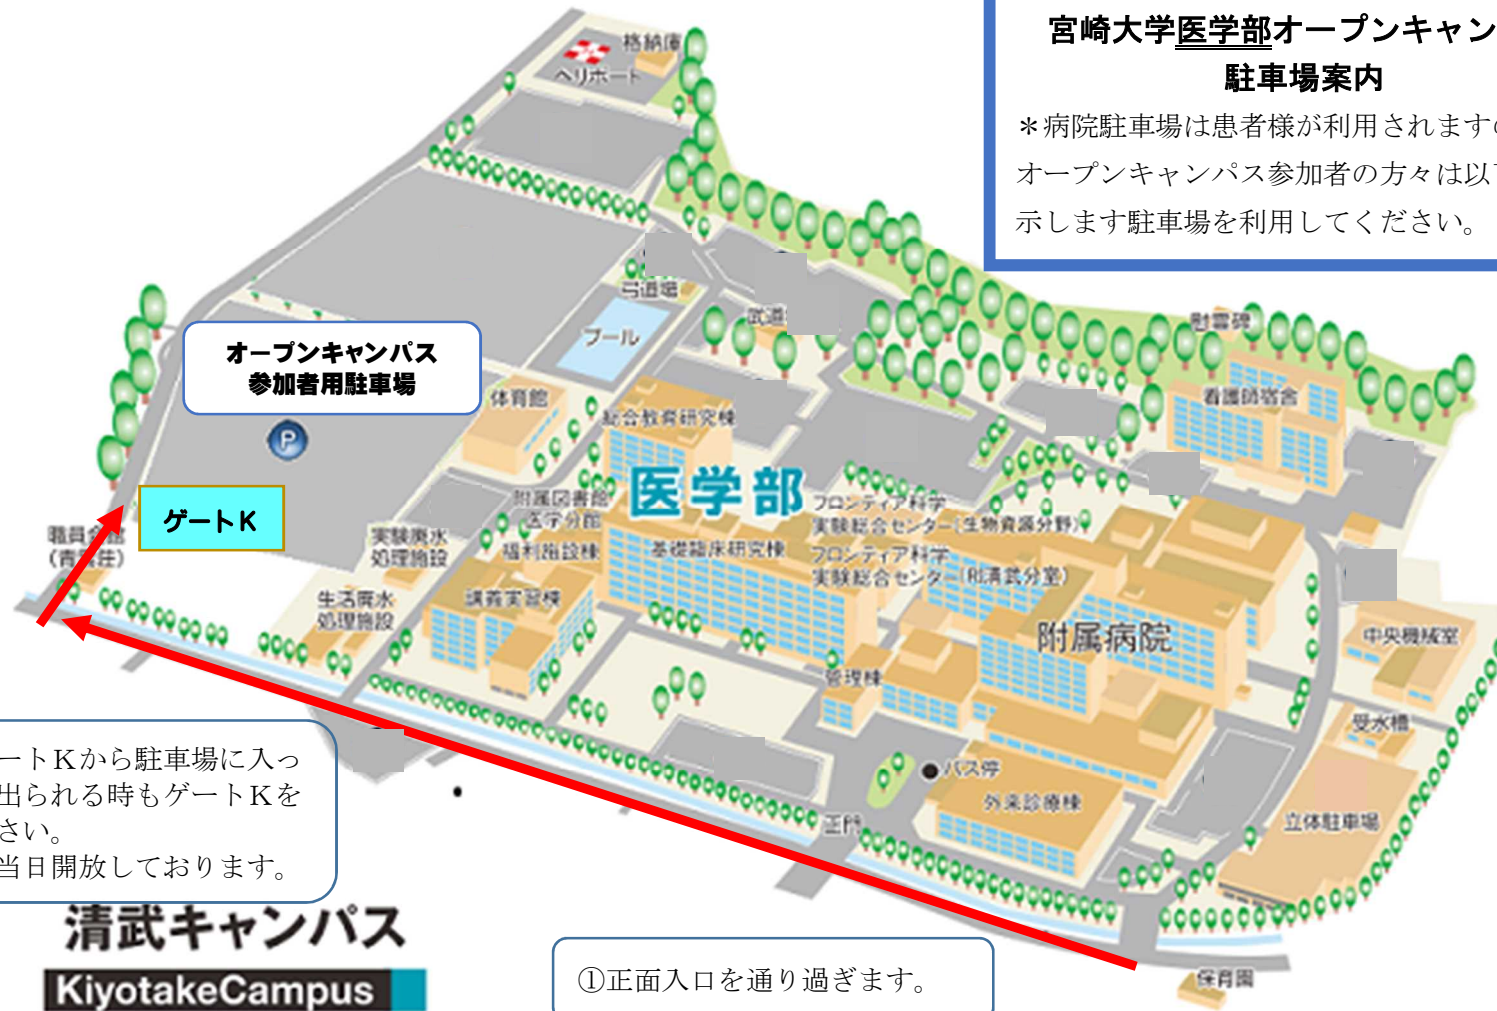 宮崎大学医学部オープンキャン
駐車場案内
＊病院駐車場は患者様が利用されますの
オープンキャンパス参加者の方々は以下
示します駐車場を利用してください。
格納庫
ヘリポート
弓道場
プール
武道
慰霊碑
オープンキャンパス
参加者用駐車場
体育館
総合教育研究棟
看護師宿舎
P
医学部
附属図書館
医学分館
フロンティア科学
実験総合センター(生物資源分野)
ゲートK
職員会館
(青雲荘)
実験廃水
処理施設
福利施設棟
基礎臨床研究棟
フロンティア科学
実験総合センター(RI清武分室)
生活廃水
処理施設
講義実習棟
附属病院
中央機械室
管理棟
受水槽
ートＫから駐車場に入っ
出られる時もゲートＫを
さい。
当日開放しております。
バス停
外来診療棟
正門
立体駐車場
清武キャンパス
KiyotakeCampus
①正面入口を通り過ぎます。
保育園